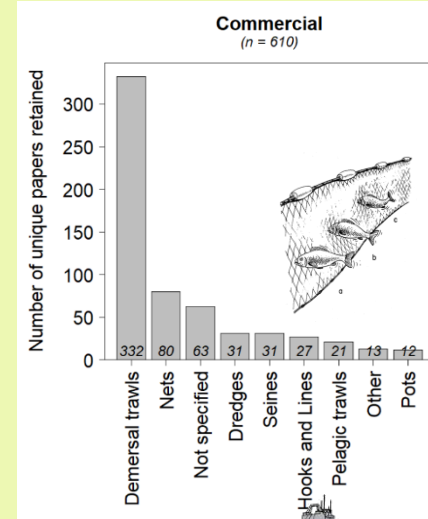 Commercial
(n = 610)
Number of unique papers retained
300
250
200
150
100
50
0
332 80 63 31 31 27 21 13 12
Demersal trawls
Nets
Not specified
Dredges
Seines
Hooks and Lines
Pelagic trawls
Other
Pots
a
b
c